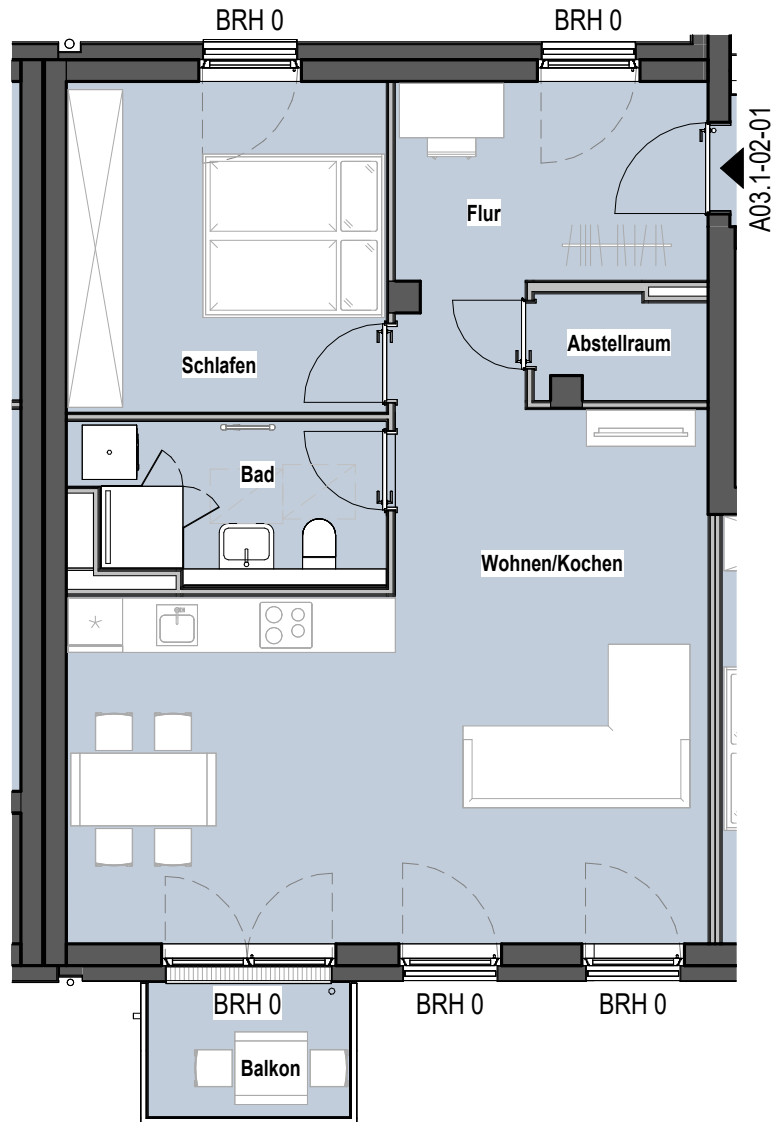 BRH 0
BRH 0
A03.1-02-01
Flur
Abstellraum
Schlafen
Bad
Wohnen/Kochen
BRH 0
BRH 0
BRH 0
Balkon